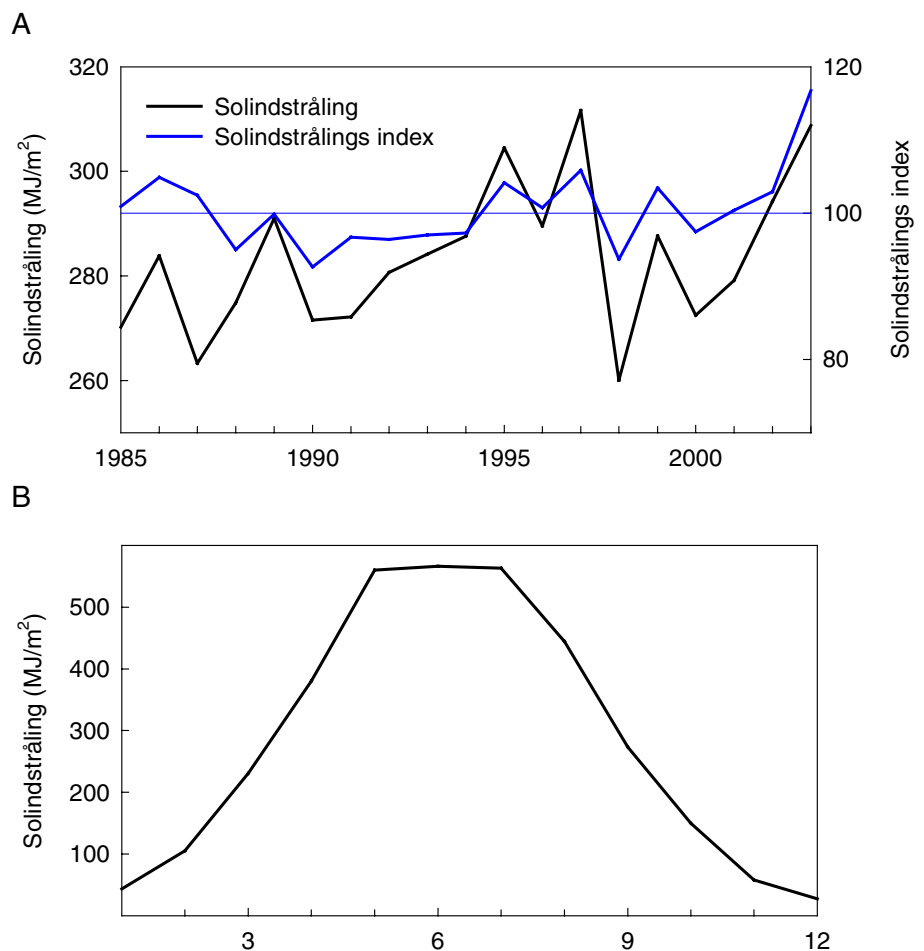 A
320
300
280
260
Solindstråling (MJ/m²)
Solindstråling
Solindstrålings index
120
100
80
Solindstrålings index
1985 1990 1995 2000
B
500
400
300
200
100
Solindstråling (MJ/m²)
3 6 9 12